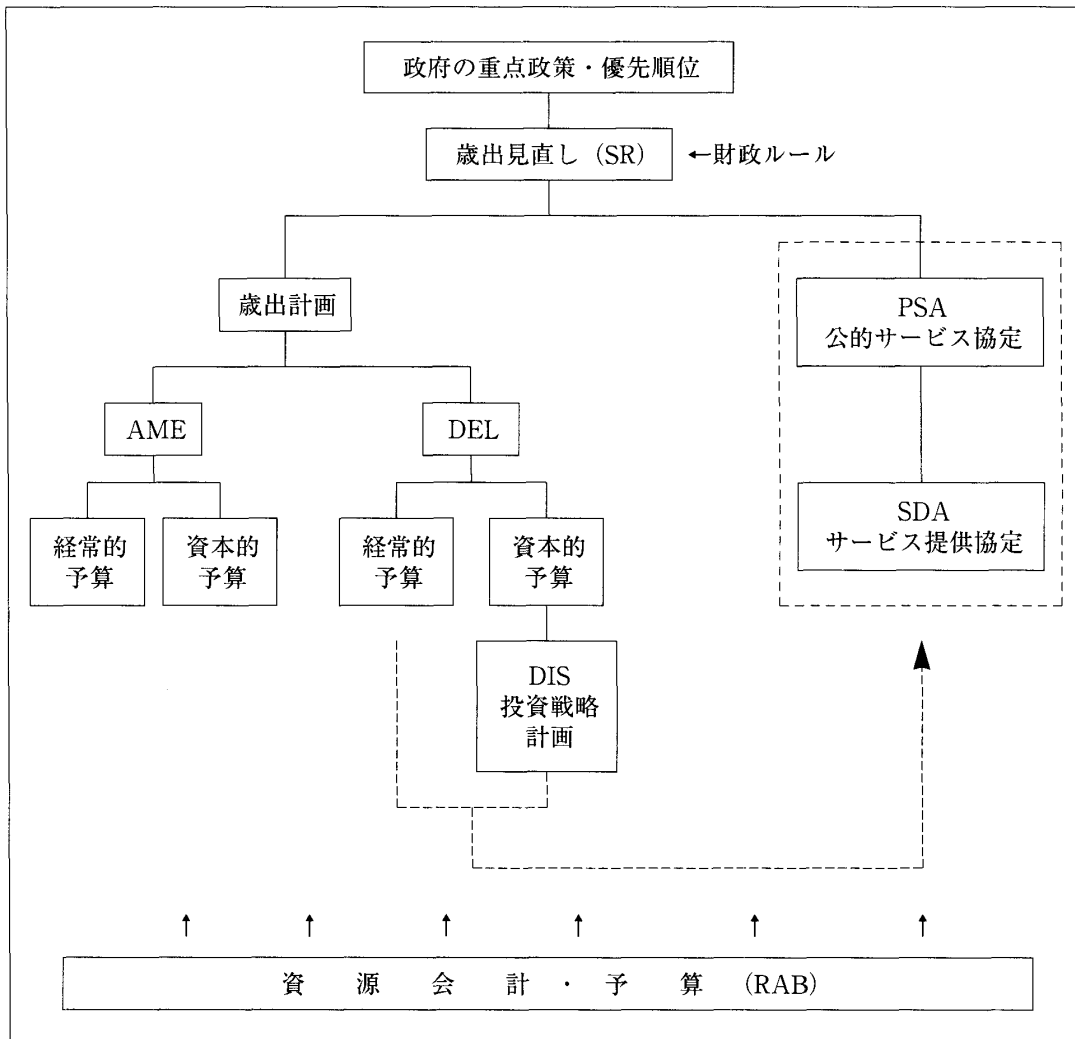 政府の重点政策・優先順位
歳出見直し（SR）
←財政ルール
歳出計画
PSA
公的サービス協定
AME
DEL
経常的
予算
資本的
予算
経常的
予算
資本的
予算
SDA
サービス提供協定
DIS
投資戦略
計画
資源会計・予算（RAB）